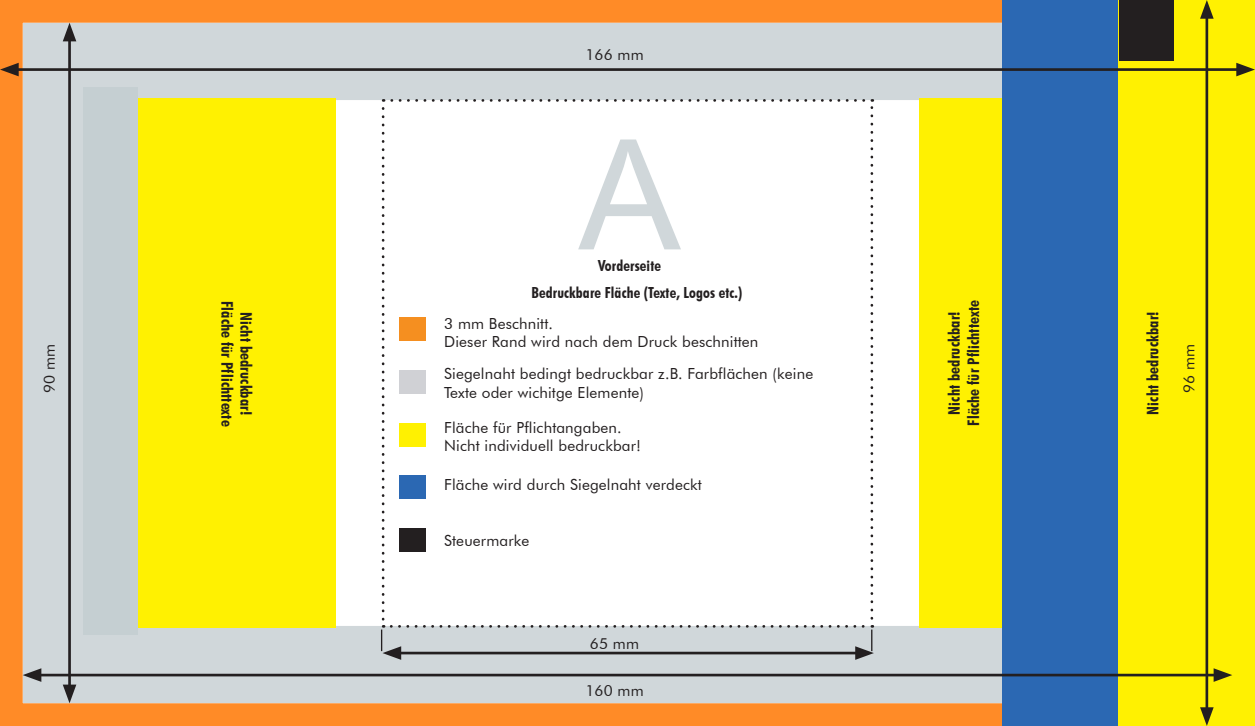 166 mm
A
Vorderseite
Bedruckbare Fläche (Texte, Logos etc.)
3 mm Beschnitt.
Dieser Rand wird nach dem Druck beschnitten
Siegelnaht bedingt bedruckbar z.B. Farbflächen (keine
Texte oder wichitge Elemente)
Fläche für Pflichtangaben.
Nicht individuell bedruckbar!
Fläche wird durch Siegelnaht verdeckt
Steuermarke
90 mm
Nicht bedruckbar!
Fläche für Pflichttexte
Nicht bedruckbar!
Fläche für Pflichttexte
Nicht bedruckbar!
96 mm
65 mm
160 mm